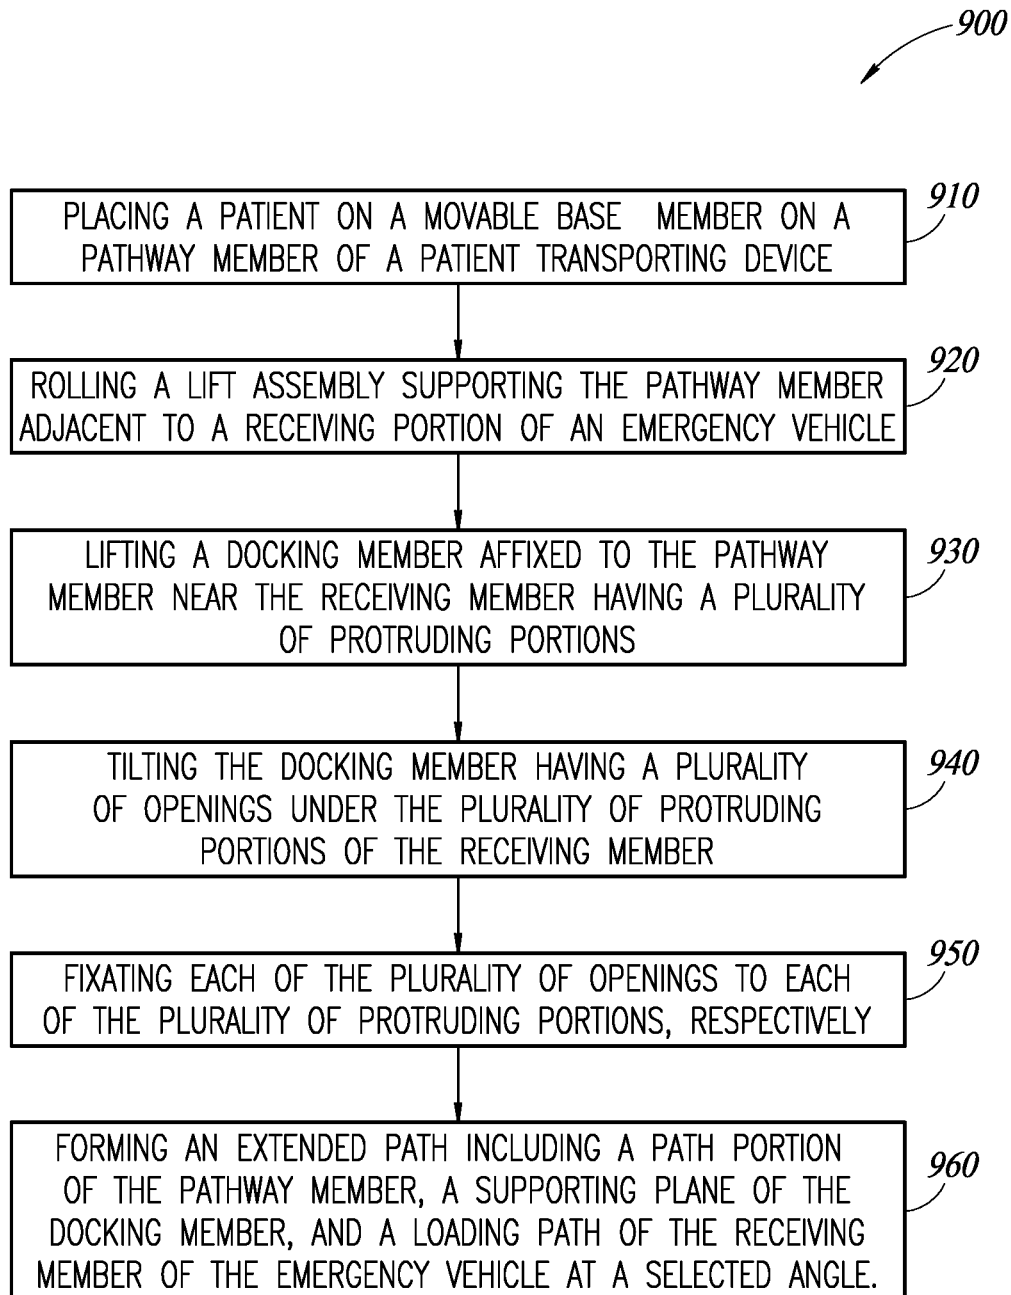 900
910
PLACING A PATIENT ON A MOVABLE BASE MEMBER ON A
PATHWAY MEMBER OF A PATIENT TRANSPORTING DEVICE
920
ROLLING A LIFT ASSEMBLY SUPPORTING THE PATHWAY MEMBER
ADJACENT TO A RECEIVING PORTION OF AN EMERGENCY VEHICLE
930
LIFTING A DOCKING MEMBER AFFIXED TO THE PATHWAY
MEMBER NEAR THE RECEIVING MEMBER HAVING A PLURALITY
OF PROTRUDING PORTIONS
940
TILTING THE DOCKING MEMBER HAVING A PLURALITY
OF OPENINGS UNDER THE PLURALITY OF PROTRUDING
PORTIONS OF THE RECEIVING MEMBER
950
FIXATING EACH OF THE PLURALITY OF OPENINGS TO EACH
OF THE PLURALITY OF PROTRUDING PORTIONS, RESPECTIVELY
960
FORMING AN EXTENDED PATH INCLUDING A PATH PORTION
OF THE PATHWAY MEMBER, A SUPPORTING PLANE OF THE
DOCKING MEMBER, AND A LOADING PATH OF THE RECEIVING
MEMBER OF THE EMERGENCY VEHICLE AT A SELECTED ANGLE.